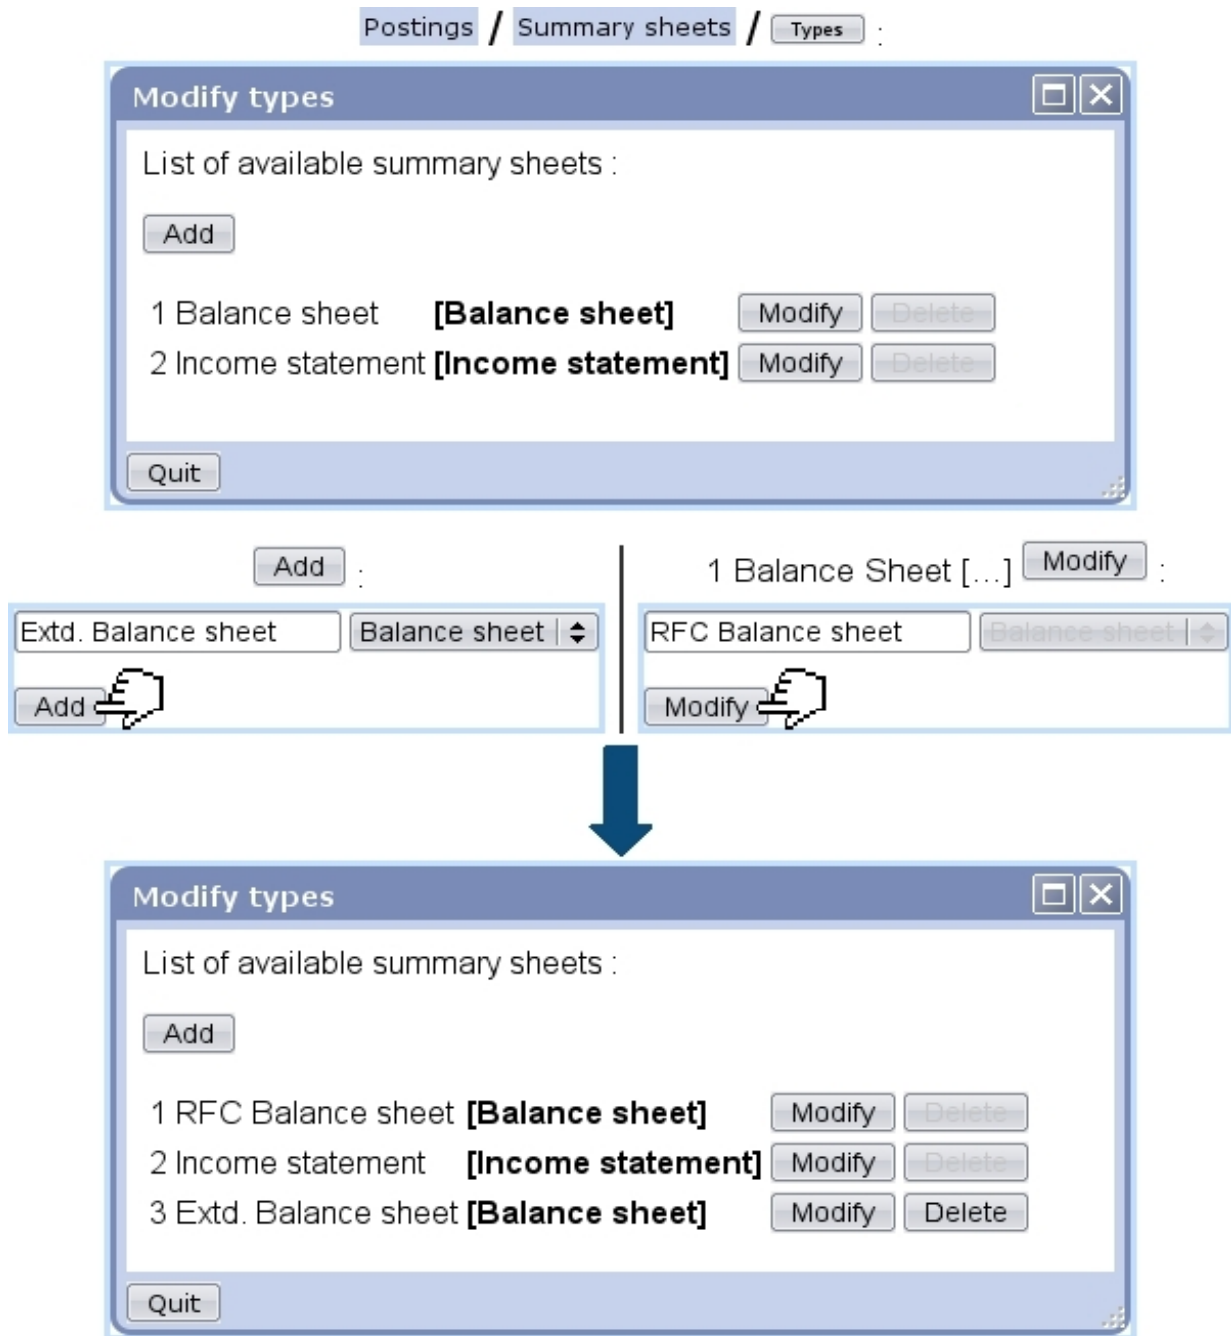 Postings / Summary sheets / Types :
Modify types
List of available summary sheets :
Add
1 Balance sheet [Balance sheet] Modify Delete
2 Income statement [Income statement] Modify Delete
Quit
Add :
Extd. Balance sheet Balance sheet
Add
1 Balance Sheet [...] Modify :
RFC Balance sheet Balance sheet
Modify
Modify types
List of available summary sheets :
Add
1 RFC Balance sheet [Balance sheet] Modify Delete
2 Income statement [Income statement] Modify Delete
3 Extd. Balance sheet [Balance sheet] Modify Delete
Quit